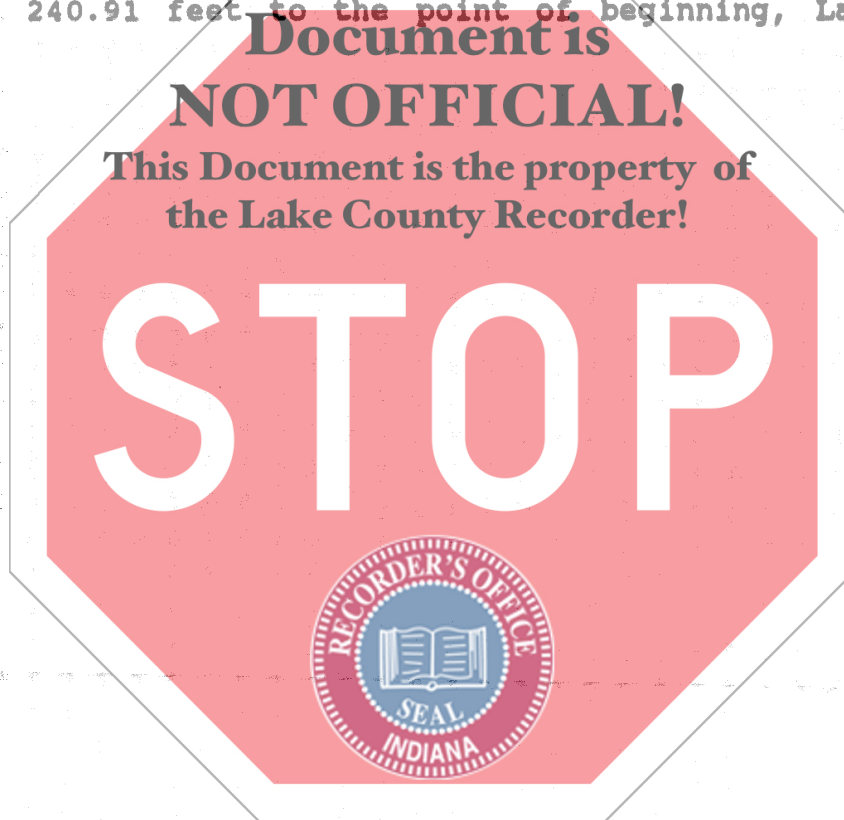 240.91 feet to the point of beginning, La
Document is
NOT OFFICIAL!
This Document is the property of
the Lake County Recorder!
STOP
RECORDER'S OFFICE
SEAL
INDIANA